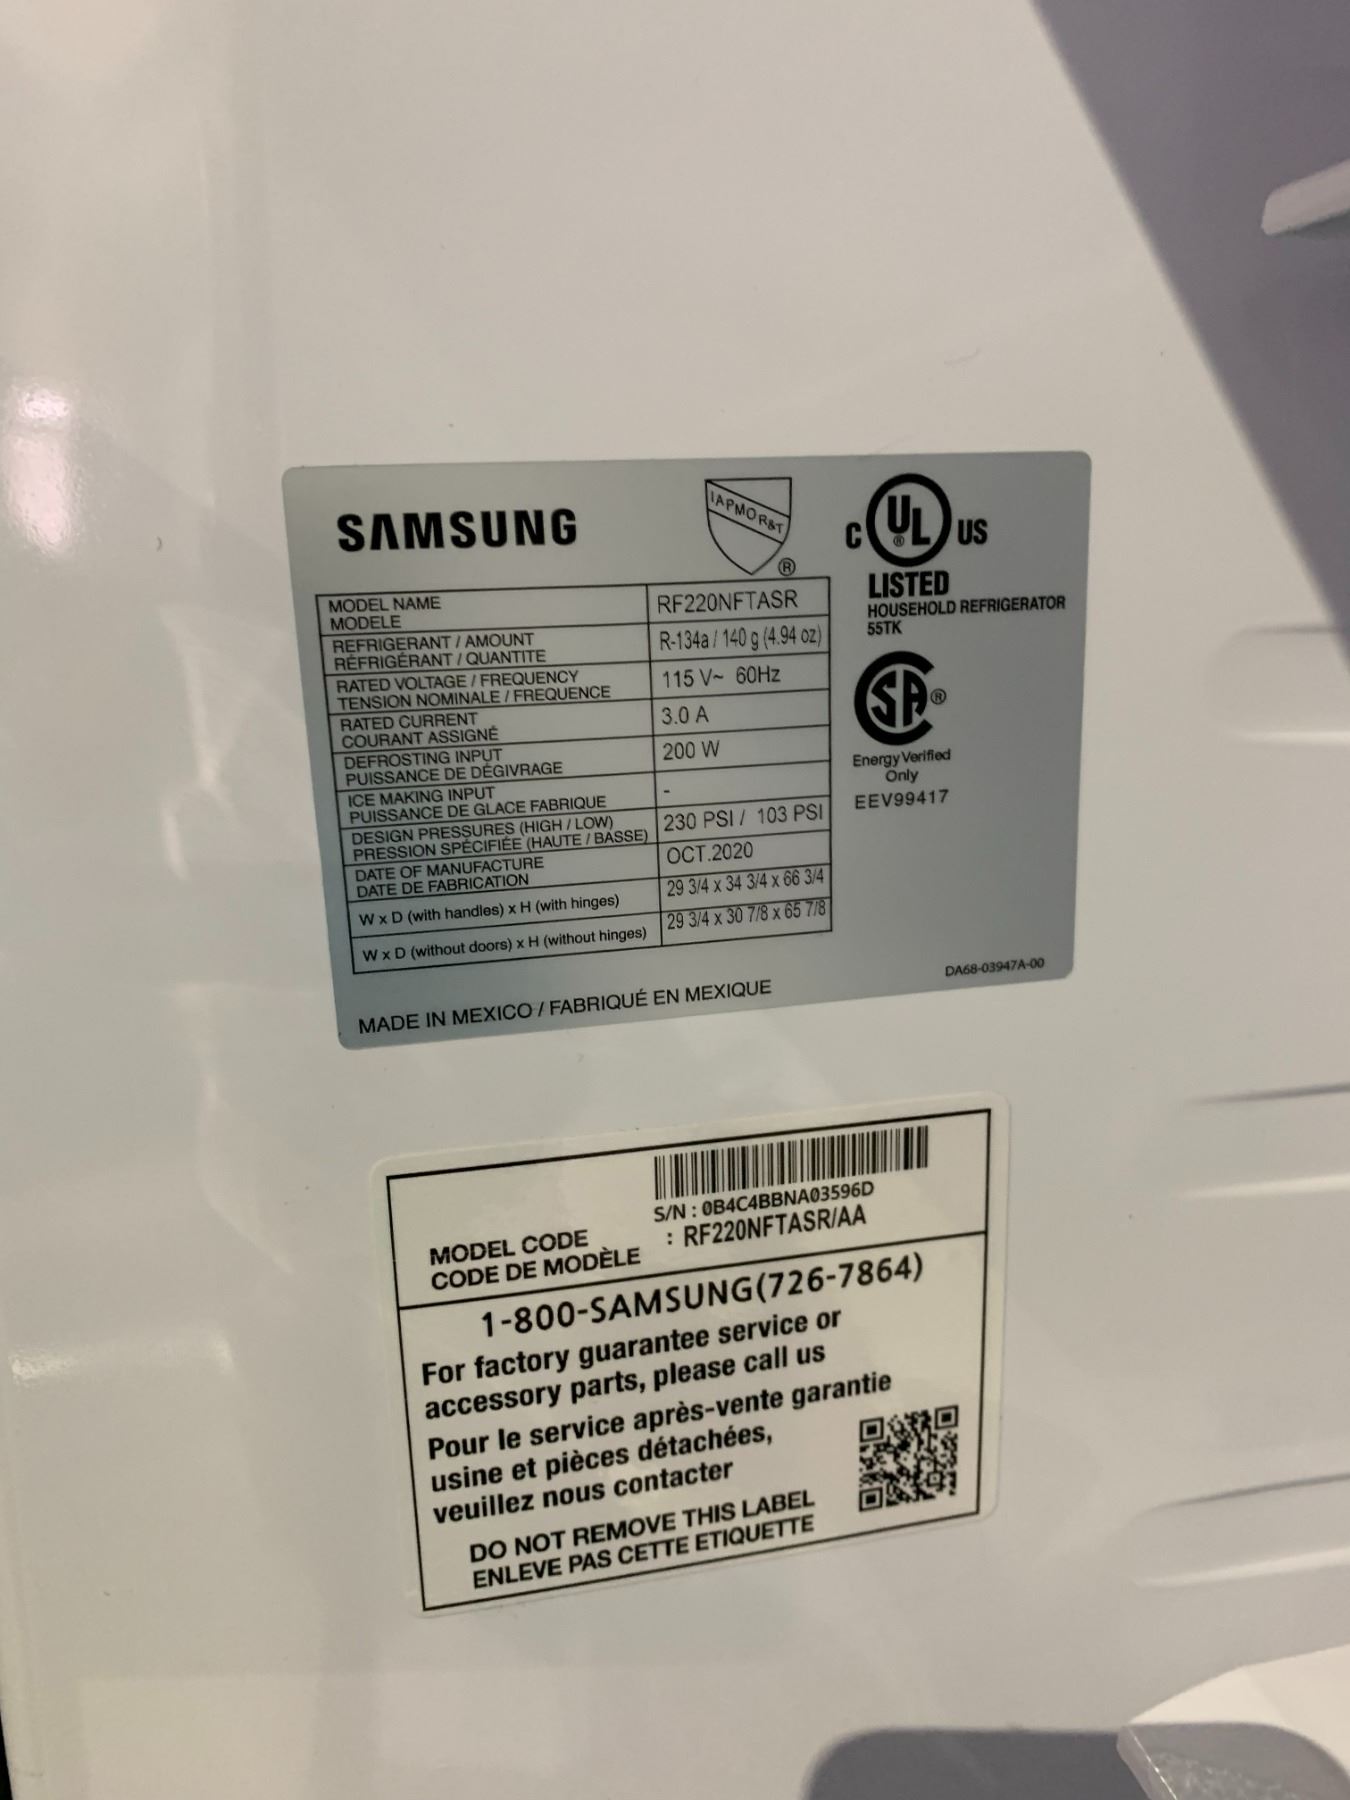 SAMSUNG
IAPMO R&T
®
C UL ® US
LISTED
HOUSEHOLD REFRIGERATOR
55TK
MODEL NAME
MODELE
RF220NFTASR
REFRIGERANT / AMOUNT
RÉFRIGÉRANT / QUANTITE
R-134a / 140 g (4.94 oz)
RATED VOLTAGE / FREQUENCY
TENSION NOMINALE / FREQUENCE
115 V~ 60Hz
RATED CURRENT
COURANT ASSIGNÉ
3.0 A
DEFROSTING INPUT
PUISSANCE DE DÉGIVRAGE
200 W
ICE MAKING INPUT
PUISSANCE DE GLACE FABRIQUE
-
DESIGN PRESSURES (HIGH / LOW)
PRESSION SPÉCIFIÉE (HAUTE / BASSE)
230 PSI / 103 PSI
DATE OF MANUFACTURE
DATE DE FABRICATION
OCT.2020
W x D (with handles) x H (with hinges)
29 3/4 x 34 3/4 x 66 3/4
W x D (without doors) x H (without hinges)
29 3/4 x 30 7/8 x 65 7/8
SA®
Energy Verified
Only
EEV99417
DA68-03947A-00
MADE IN MEXICO / FABRIQUÉ EN MEXIQUE
S/N : 0B4C4BBNA03596D
MODEL CODE
CODE DE MODÈLE
: RF220NFTASR/AA
1-800-SAMSUNG(726-7864)
For factory guarantee service or
accessory parts, please call us
Pour le service après-vente garantie
usine et pièces détachées,
veuillez nous contacter
DO NOT REMOVE THIS LABEL
ENLEVE PAS CETTE ETIQUETTE